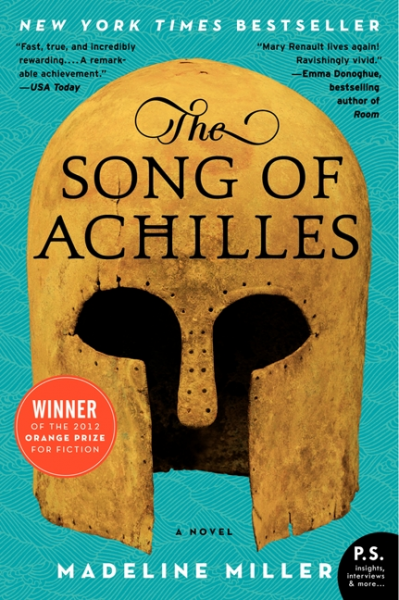 NEW YORK TIMES BESTSELLER
"Fast, true, and incredibly
rewarding....A remark-
able achievement."
—USA Today
"Mary Renault lives again!
Ravishingly vivid."
—Emma Donoghue,
bestselling
author of
Room
The
SONG OF
ACHILLES
WINNER
OF THE 2012
ORANGE PRIZE
FOR FICTION
A NOVEL
MADELINE MILLER
P.S.
insights,
interviews
& more...